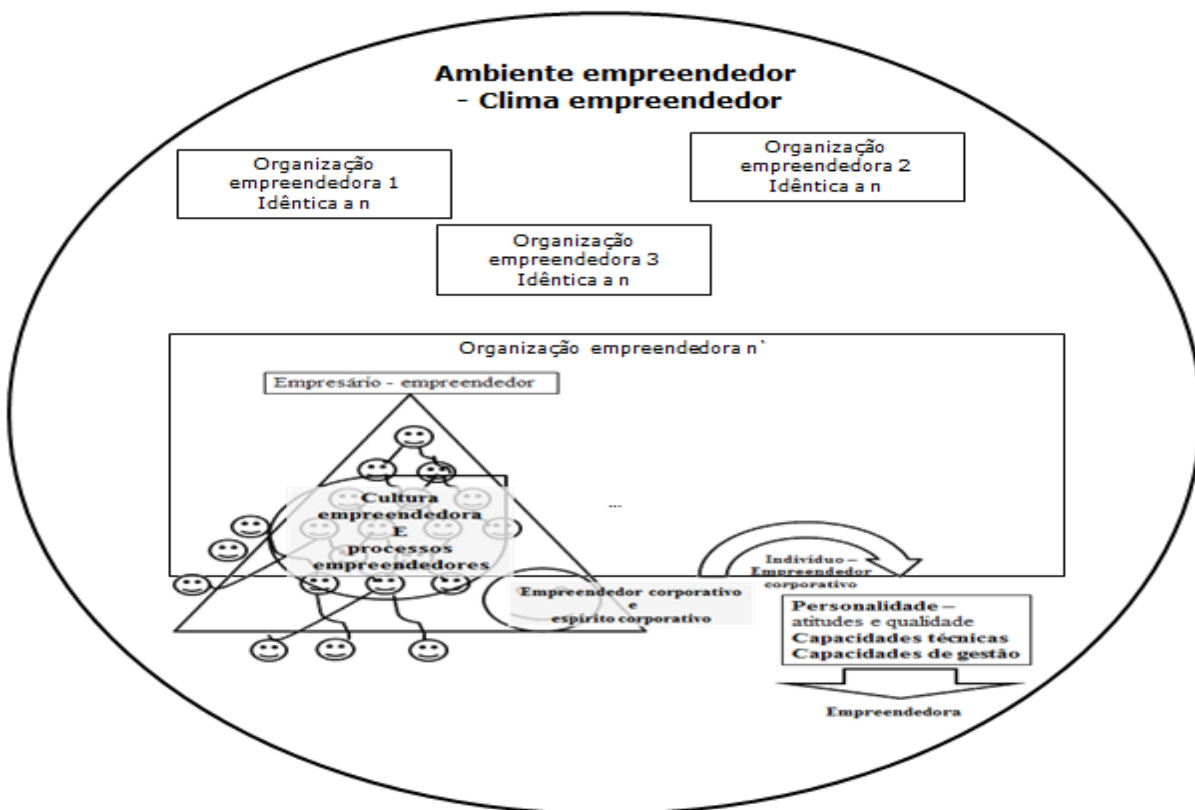 Ambiente empreendedor
- Clima empreendedor
Organização
empreendedora 1
Idêntica a n
Organização
empreendedora 2
Idêntica a n
Organização
empreendedora 3
Idêntica a n
Organização empreendedora n`
Empresário - empreendedor
Cultura
empreendedora
E
processos
empreendedores
...
Empreendedor corporativo
e
espírito corporativo
Indivíduo –
Empreendedor
corporativo
Personalidade –
atitudes e qualidade
Capacidades técnicas
Capacidades de gestão
Empreendedora